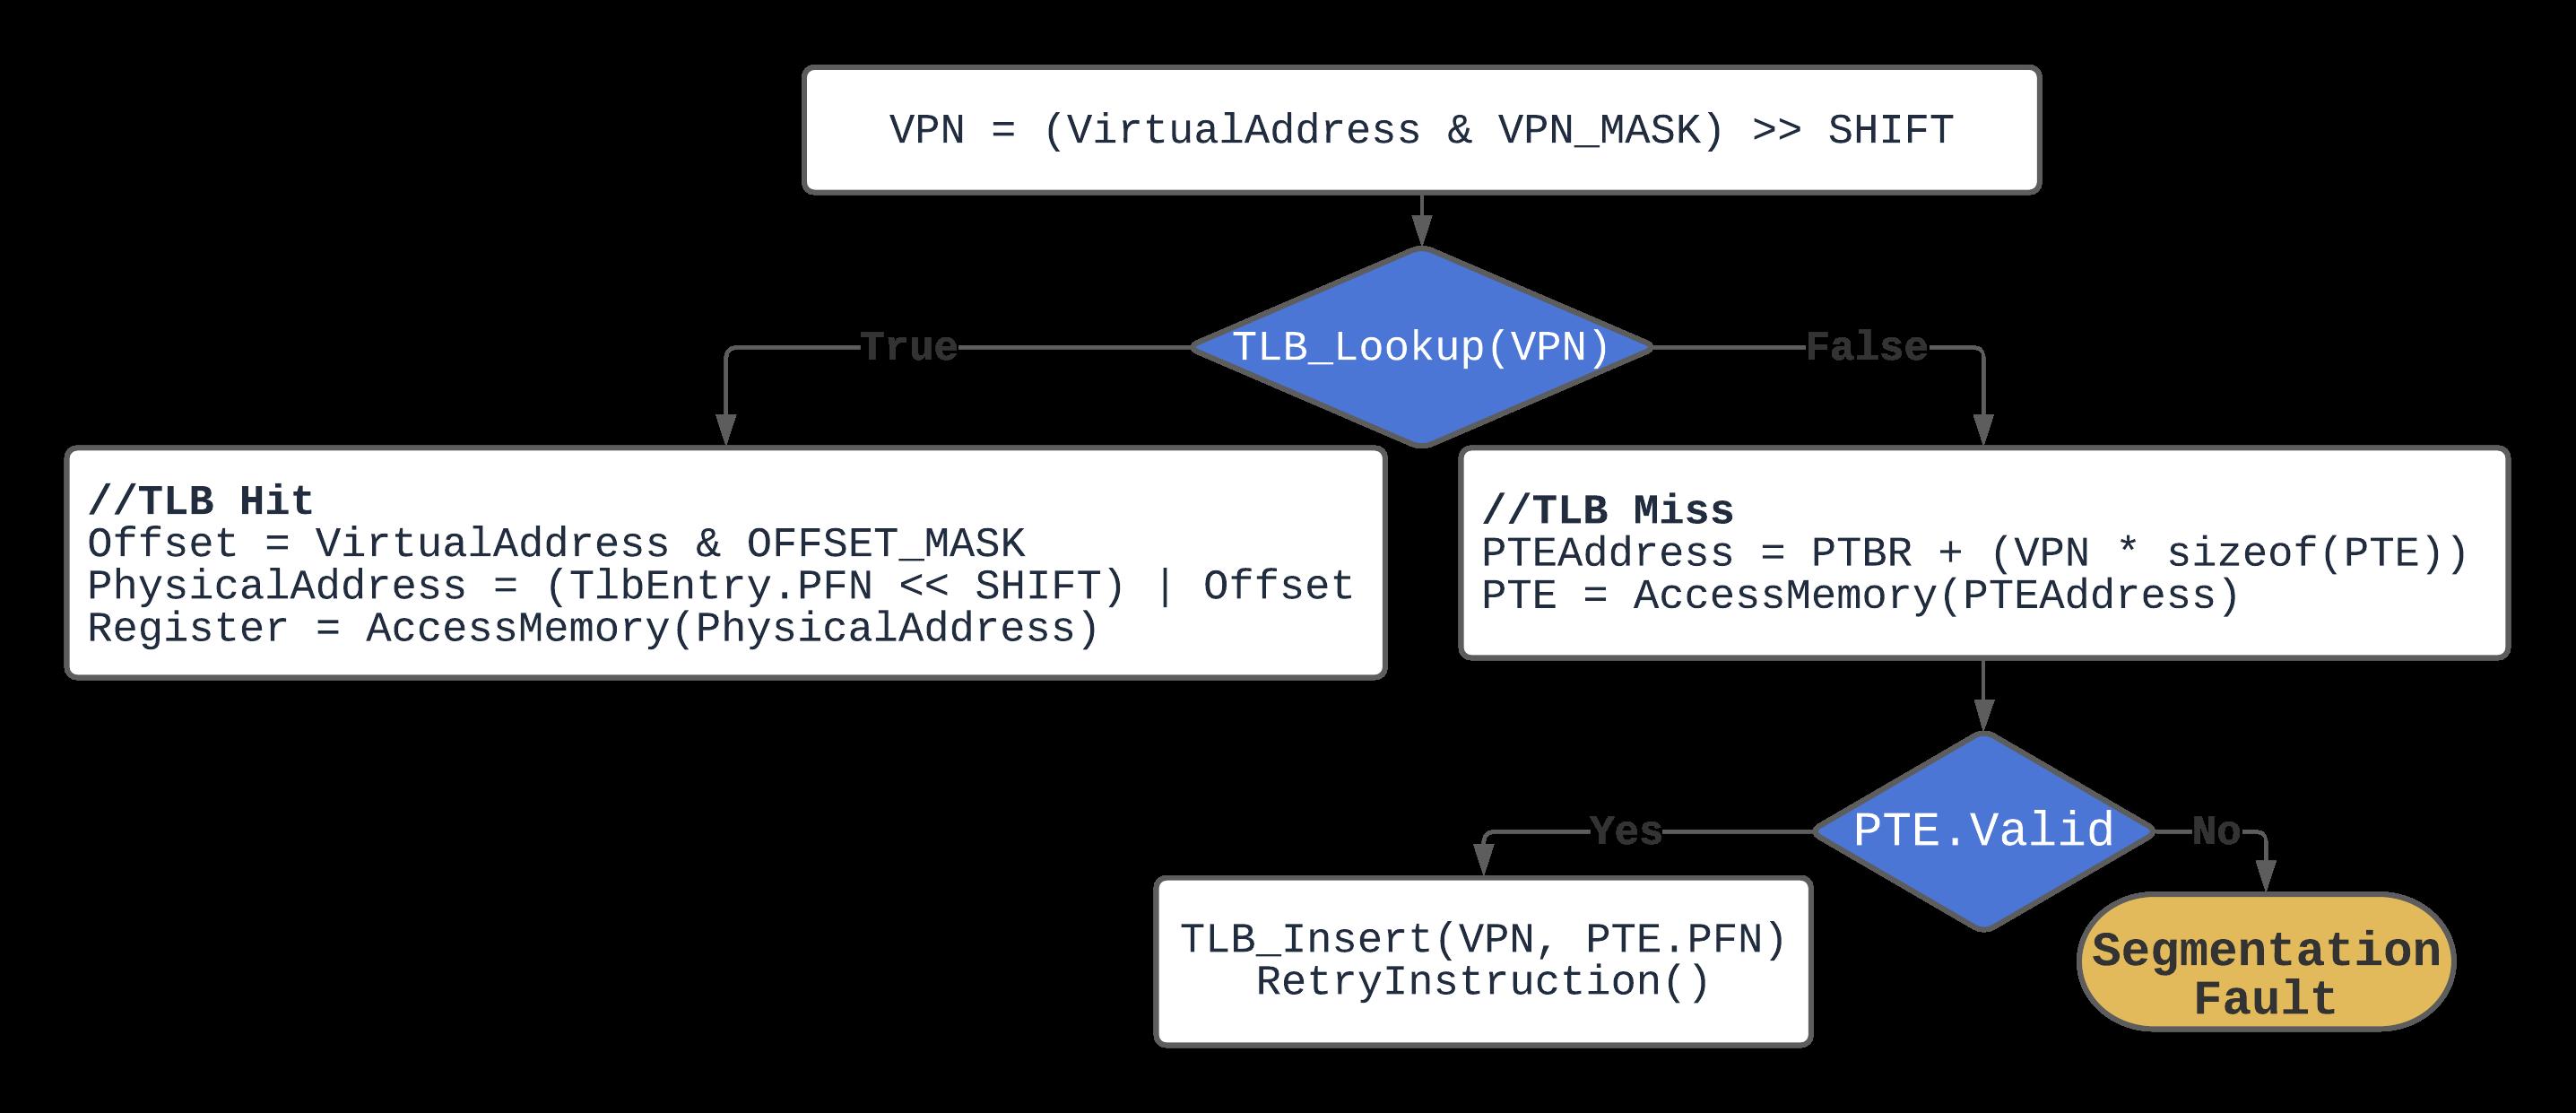 VPN = (VirtualAddress & VPN_MASK) >> SHIFT
TLB_Lookup(VPN)
True
False
//TLB Hit
Offset = VirtualAddress & OFFSET_MASK
PhysicalAddress = (TlbEntry.PFN << SHIFT) | Offset
Register = AccessMemory(PhysicalAddress)
//TLB Miss
PTEAddress = PTBR + (VPN * sizeof(PTE))
PTE = AccessMemory(PTEAddress)
PTE.Valid
Yes
No
TLB_Insert(VPN, PTE.PFN)
RetryInstruction()
Segmentation
Fault